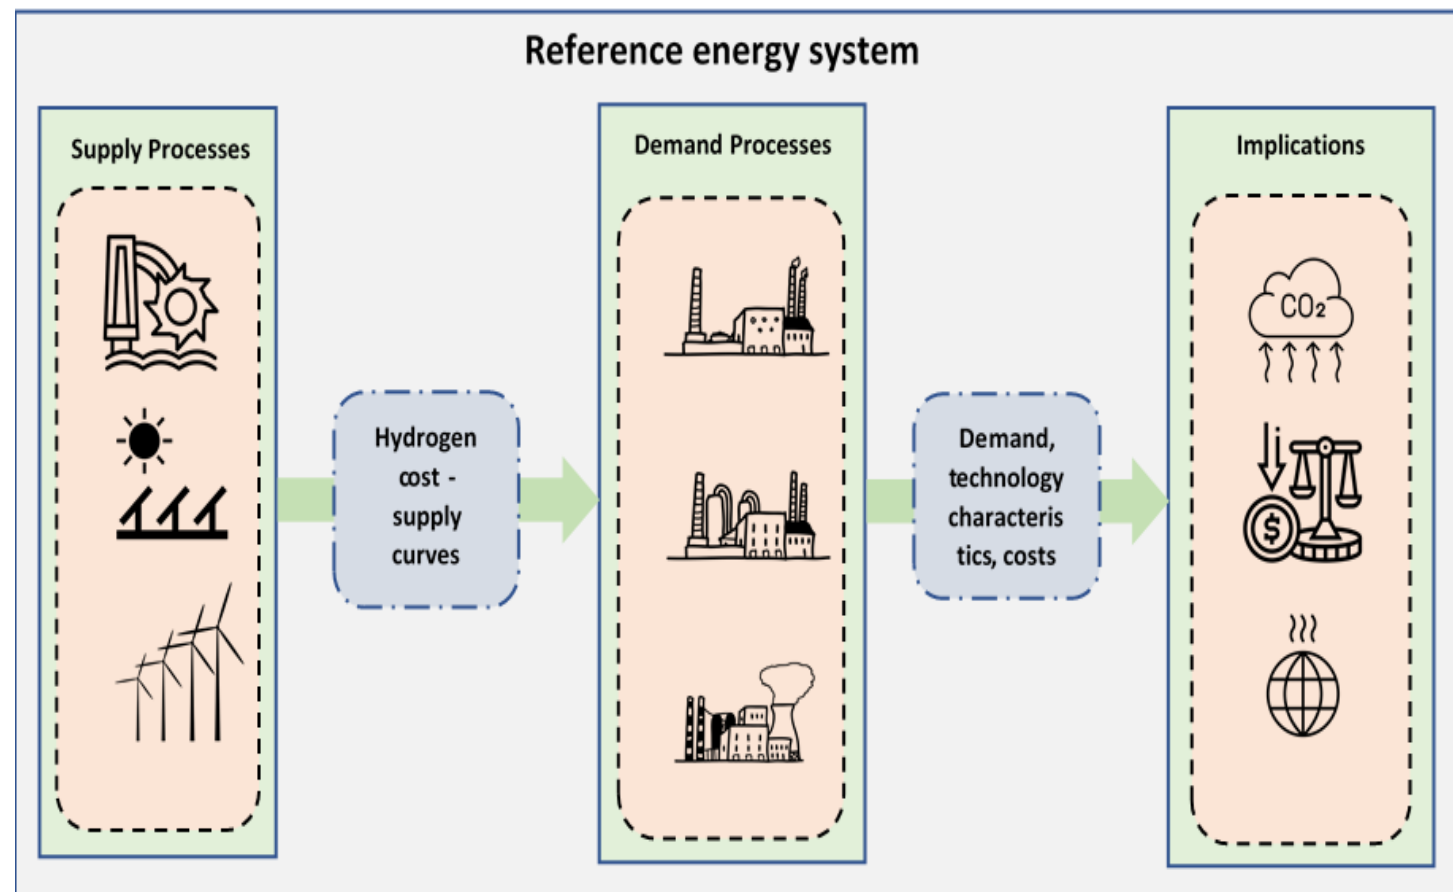 Reference energy system
Supply Processes
Demand Processes
Implications
Hydrogen
cost -
supply
curves
Demand,
technology
characteris
tics, costs
CO₂
$